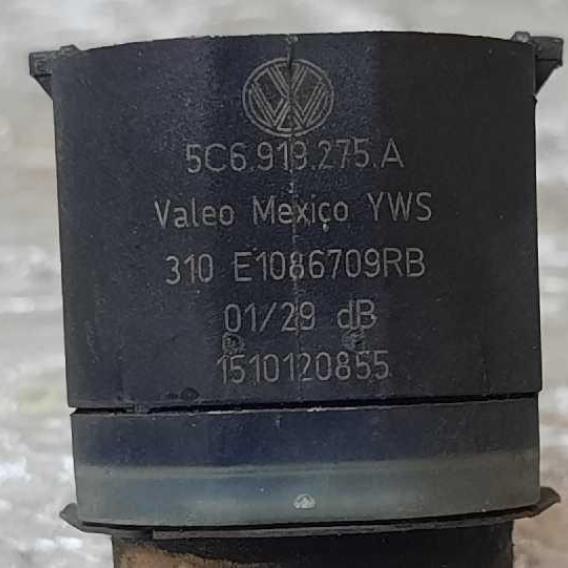 5C6.919.275.A
Valeo Mexico YWS
310 E1086709RB
01/29 dB
1510120855